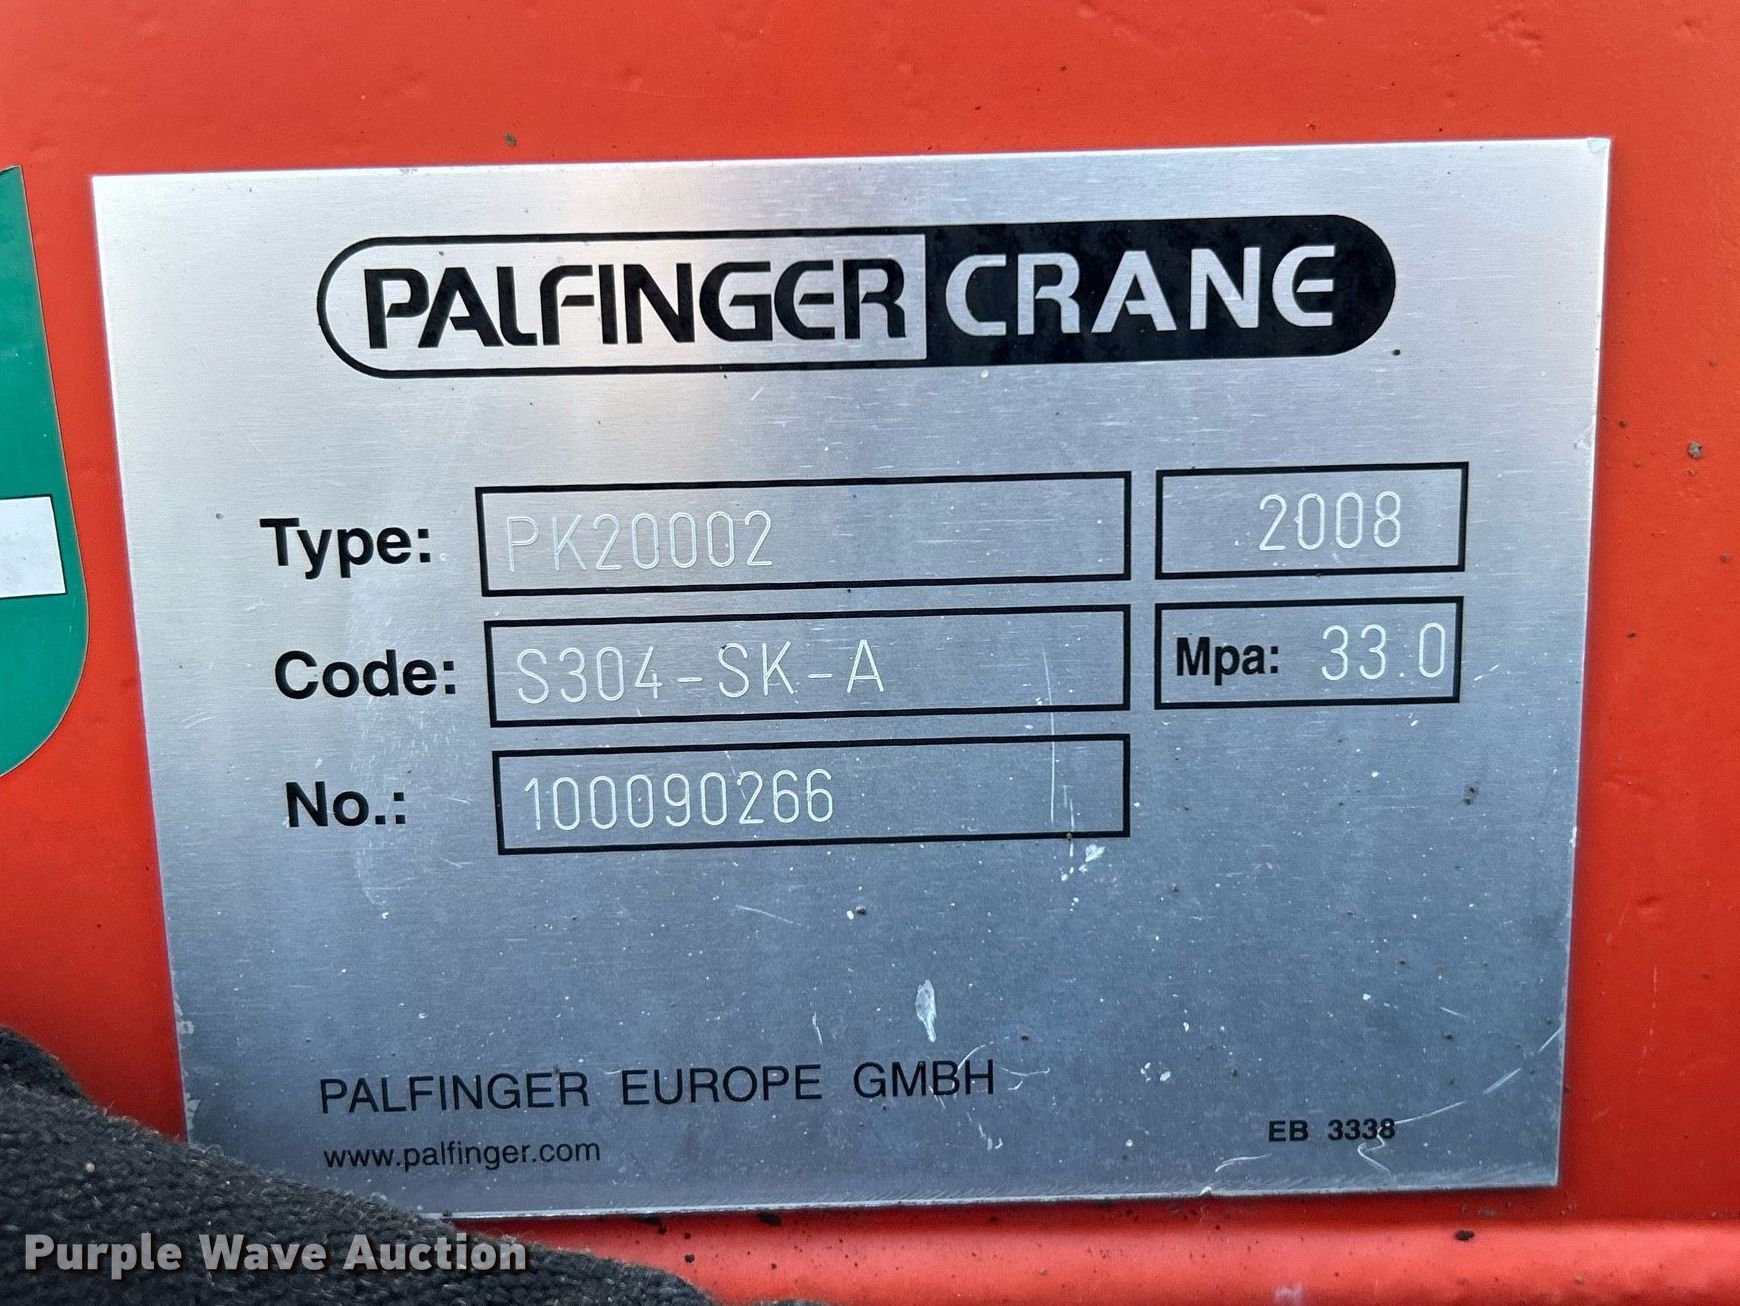 PALFINGER CRANE
Type: PK20002 2008
Code: S304-SK-A Mpa: 33.0
No.: 100090266
PALFINGER EUROPE GMBH
www.palfinger.com
EB 3338
Purple Wave Auction